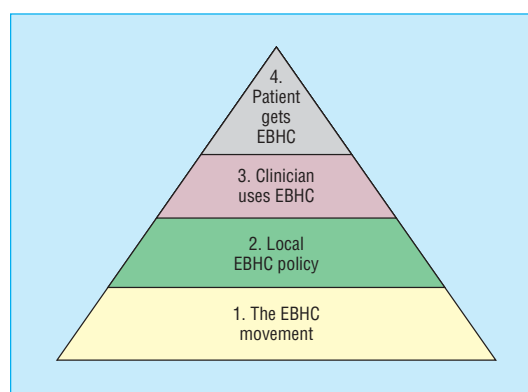 4.
Patient
gets
EBHC
3. Clinician
uses EBHC
2. Local
EBHC policy
1. The EBHC
movement